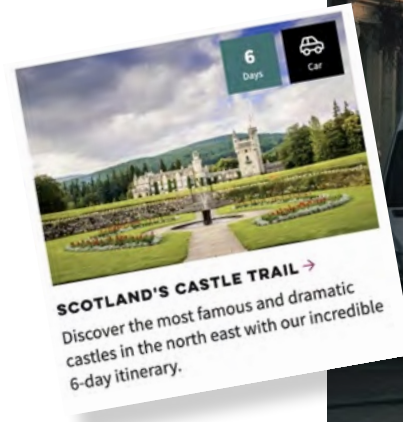 6
Days
Car
SCOTLAND'S CASTLE TRAIL →
Discover the most famous and dramatic
castles in the north east with our incredible
6-day itinerary.